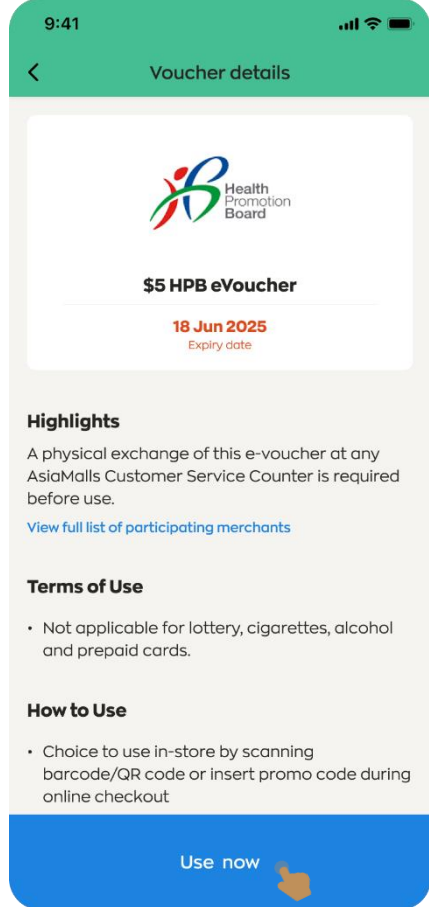 9:41
Voucher details
Health
Promotion
Board
$5 HPB eVoucher
18 Jun 2025
Expiry date
Highlights
A physical exchange of this e-voucher at any
AsiaMalls Customer Service Counter is required
before use.
View full list of participating merchants
Terms of Use
• Not applicable for lottery, cigarettes, alcohol
and prepaid cards.
How to Use
• Choice to use in-store by scanning
barcode/QR code or insert promo code during
online checkout
Use now